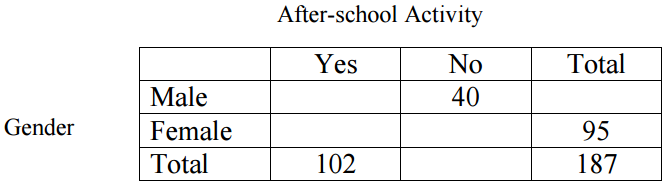 After-school Activity
Yes No Total
Male 40
Gender
Female 95
Total 102 187